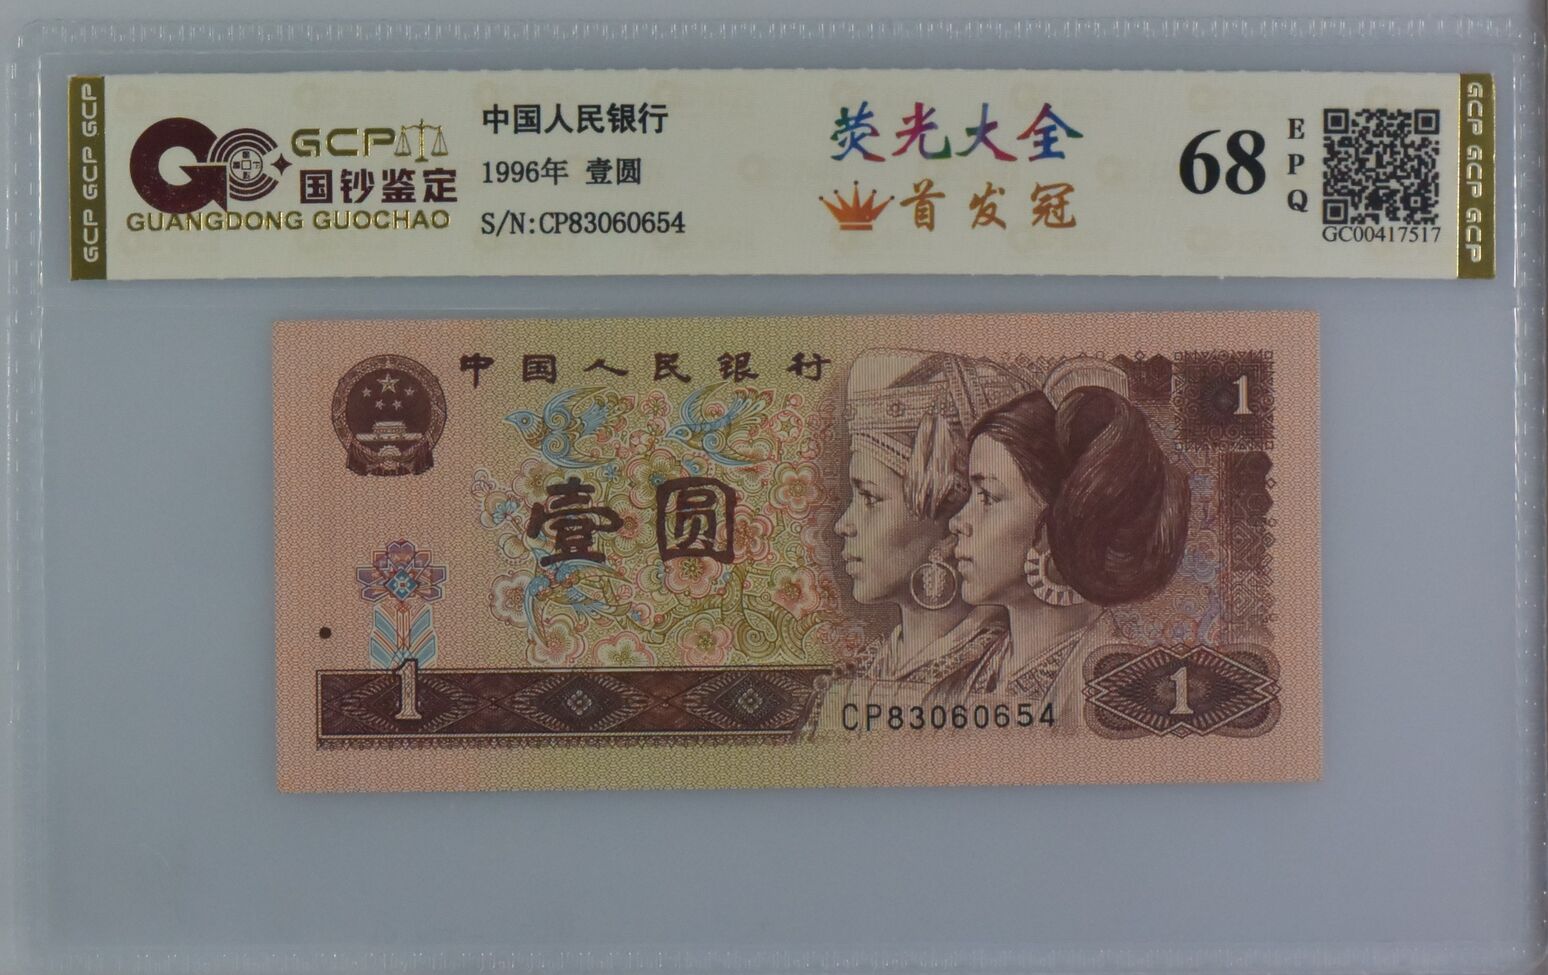 GCP GCP GCP
GCP
国钞鉴定
GUANGDONG GUOCHAO
中国人民银行
1996年 壹圆
S/N:CP83060654
荧光大全
首发冠
68
EPQ
GC00417517
GCP GCP GCP
中国人民银行
1
壹圆
1
CP83060654
1